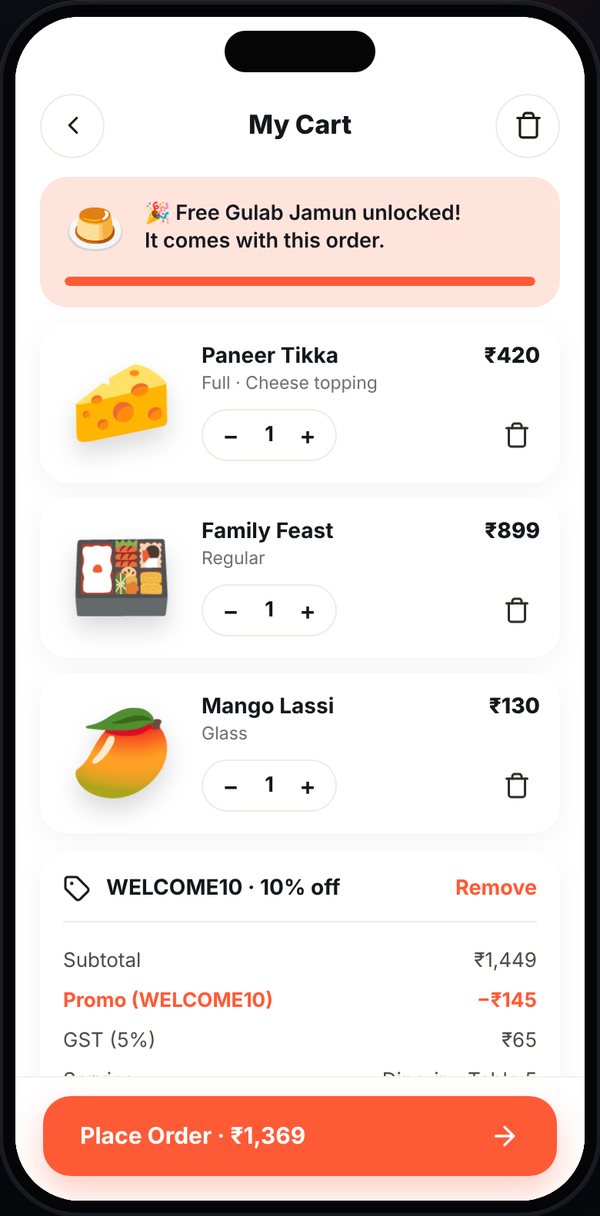 My Cart
🎉 Free Gulab Jamun unlocked!
It comes with this order.
Paneer Tikka
₹420
Full · Cheese topping
− 1 +
Family Feast
₹899
Regular
− 1 +
Mango Lassi
₹130
Glass
− 1 +
WELCOME10 · 10% off
Remove
Subtotal
₹1,449
Promo (WELCOME10)
−₹145
GST (5%)
₹65
Place Order · ₹1,369